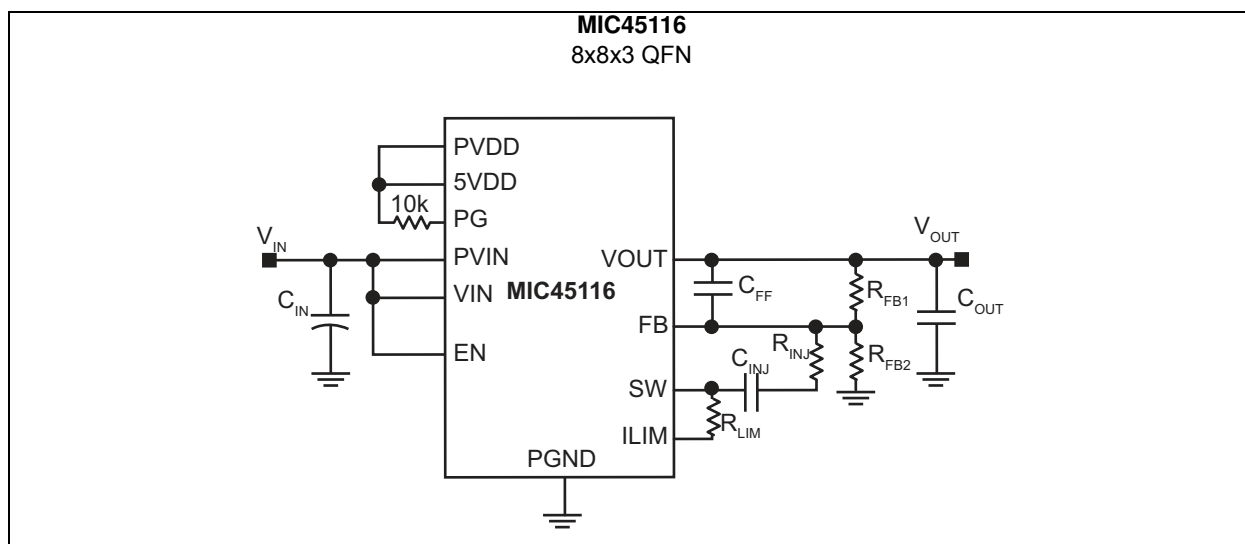 MIC45116
8x8x3 QFN
PVDD
5VDD
10k
PG
V_IN
PVIN
VIN
MIC45116
C_IN
EN
VOUT
V_OUT
C_FF
R_FB1
C_OUT
FB
R_INJ
R_FB2
C_INJ
SW
R_LIM
ILIM
PGND